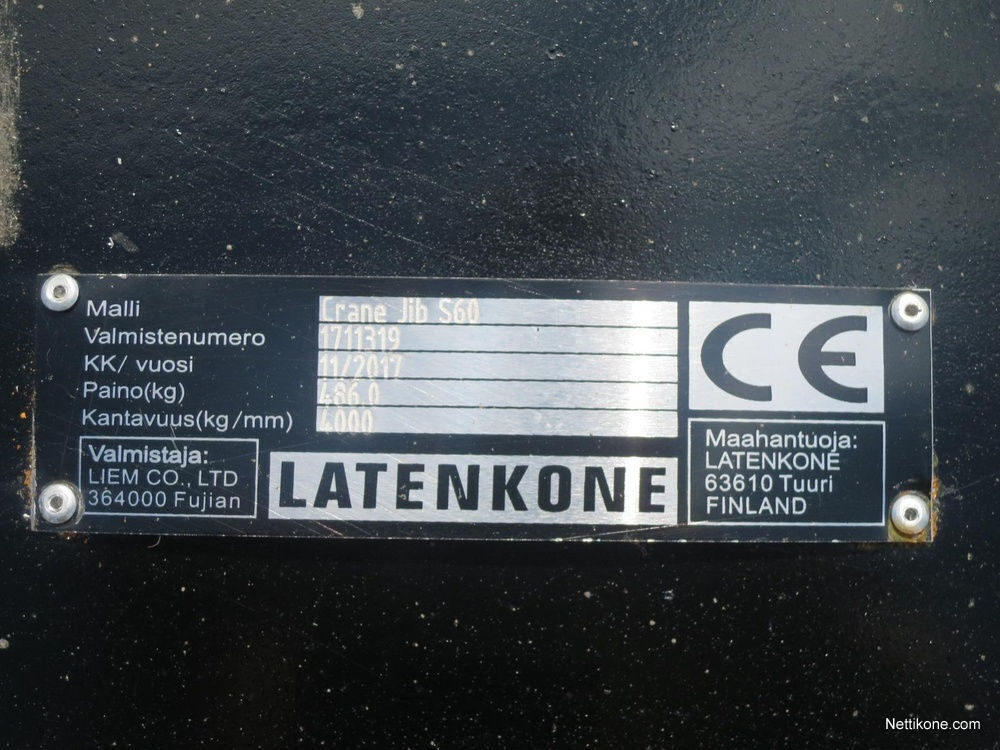 Malli Crane Jib S60
Valmistenumero 1711319
KK/ vuosi 11/2017
Paino(kg) 486.0
Kantavuus(kg/mm) 4000
CE
Valmistaja:
LIEM CO., LTD
364000 Fujian
LATENKONE
Maahantuoja:
LATENKONE
63610 Tuuri
FINLAND
Nettikone.com